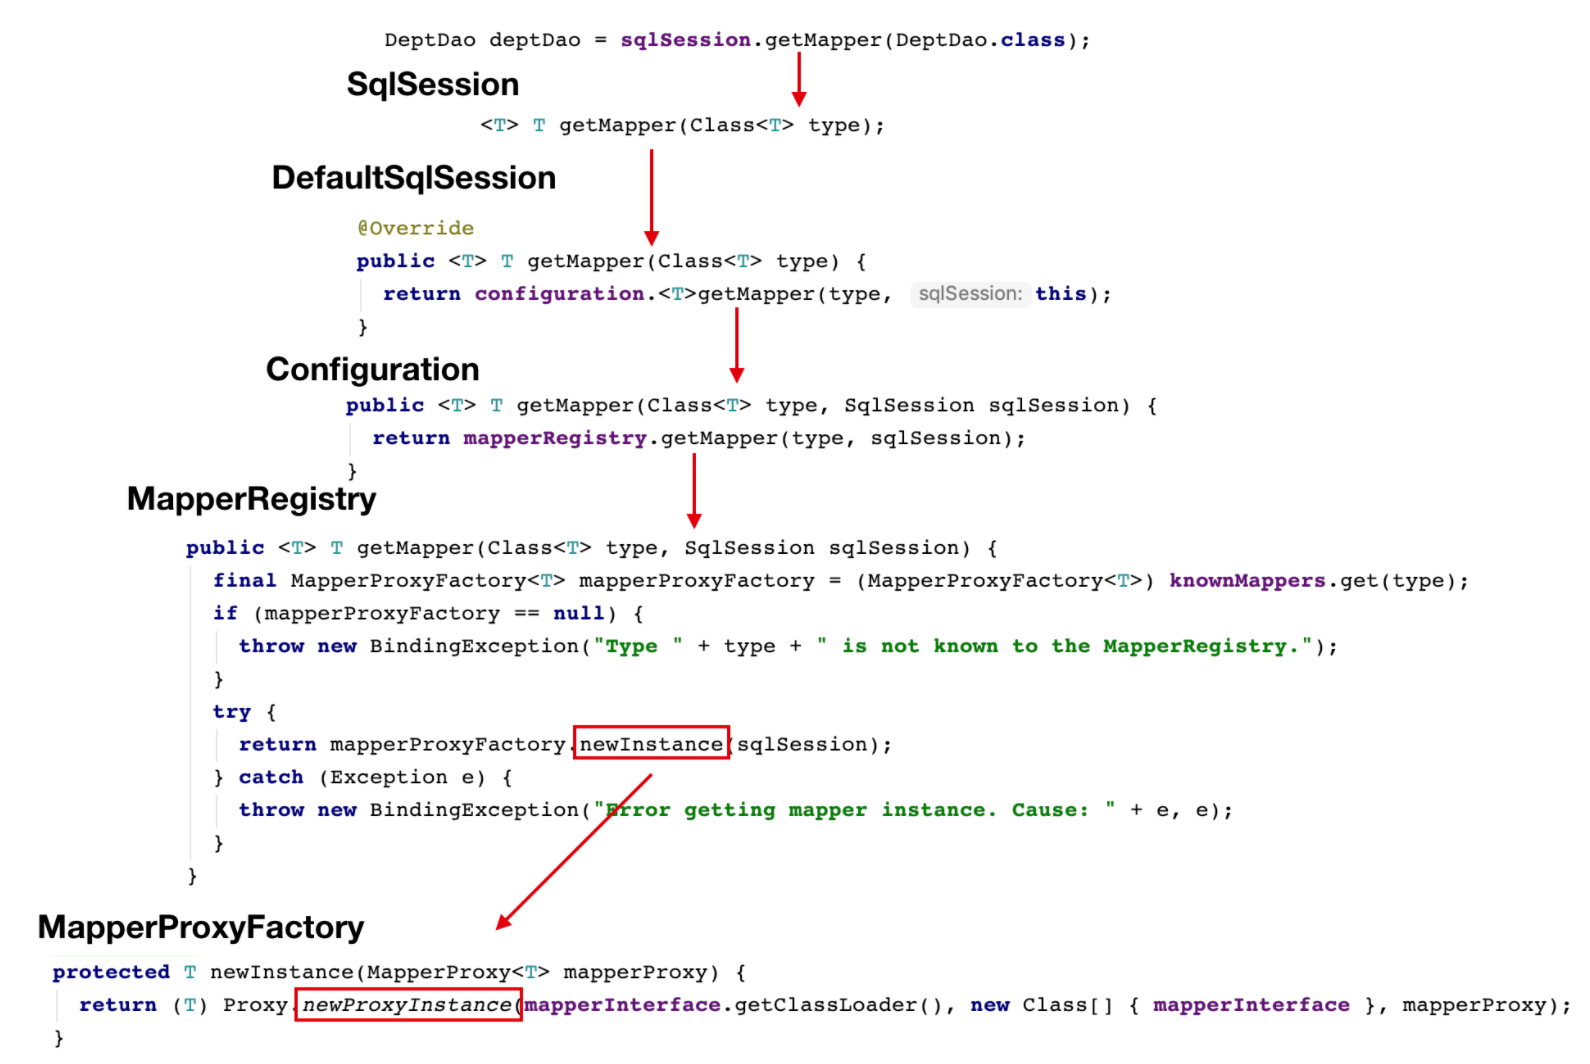 DeptDao deptDao = sqlSession.getMapper(DeptDao.class);
SqlSession
<T> T getMapper(Class<T> type);
DefaultSqlSession
@Override
public <T> T getMapper(Class<T> type) {
return configuration.<T>getMapper(type, sqlSession: this);
}
Configuration
public <T> T getMapper(Class<T> type, SqlSession sqlSession) {
return mapperRegistry.getMapper(type, sqlSession);
}
MapperRegistry
public <T> T getMapper(Class<T> type, SqlSession sqlSession) {
final MapperProxyFactory<T> mapperProxyFactory = (MapperProxyFactory<T>) knownMappers.get(type);
if (mapperProxyFactory == null) {
throw new BindingException("Type " + type + " is not known to the MapperRegistry.");
}
try {
return mapperProxyFactory.newInstance(sqlSession);
} catch (Exception e) {
throw new BindingException("Error getting mapper instance. Cause: " + e, e);
}
}
MapperProxyFactory
protected T newInstance(MapperProxy<T> mapperProxy) {
return (T) Proxy.newProxyInstance(mapperInterface.getClassLoader(), new Class[] { mapperInterface }, mapperProxy);
}